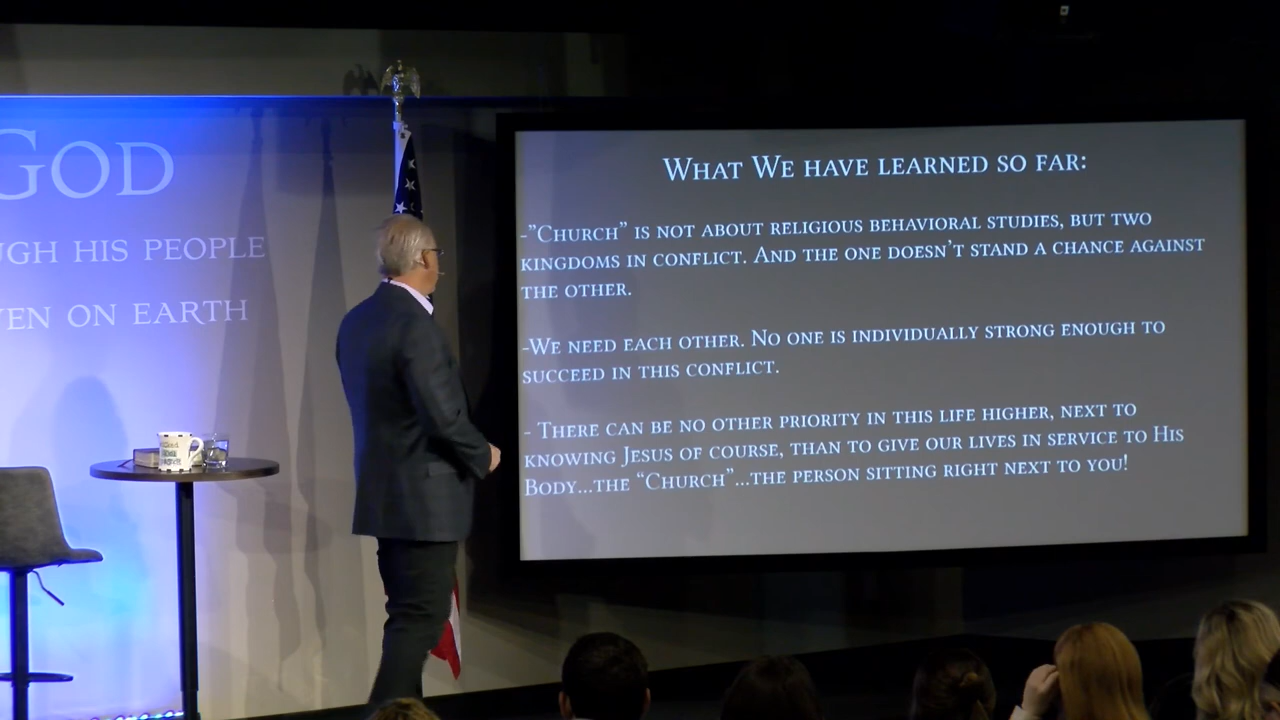 God
UGH HIS PEOPLE
VEN ON EARTH
What We have learned so far:
-"Church" is not about religious behavioral studies, but two
kingdoms in conflict. And the one doesn't stand a chance against
the other.
-We need each other. No one is individually strong enough to
succeed in this conflict.
- There can be no other priority in this life higher, next to
knowing Jesus of course, than to give our lives in service to His
Body...the "Church"...the person sitting right next to you!